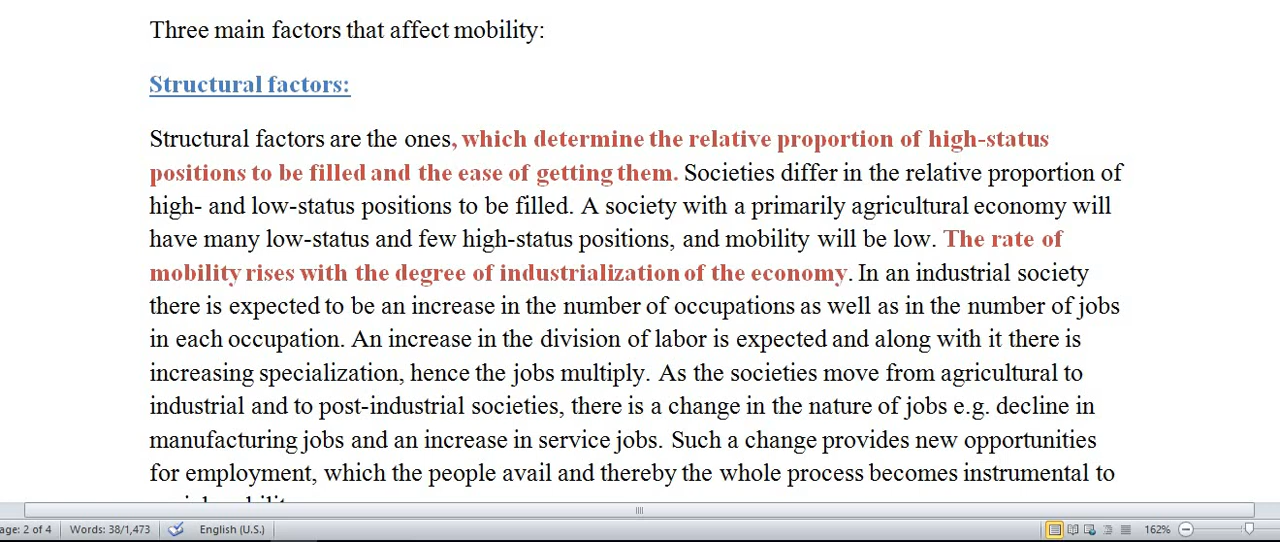 Three main factors that affect mobility:
Structural factors:
Structural factors are the ones, which determine the relative proportion of high-status
positions to be filled and the ease of getting them. Societies differ in the relative proportion of
high- and low-status positions to be filled. A society with a primarily agricultural economy will
have many low-status and few high-status positions, and mobility will be low. The rate of
mobility rises with the degree of industrialization of the economy. In an industrial society
there is expected to be an increase in the number of occupations as well as in the number of jobs
in each occupation. An increase in the division of labor is expected and along with it there is
increasing specialization, hence the jobs multiply. As the societies move from agricultural to
industrial and to post-industrial societies, there is a change in the nature of jobs e.g. decline in
manufacturing jobs and an increase in service jobs. Such a change provides new opportunities
for employment, which the people avail and thereby the whole process becomes instrumental to
age: 2 of 4 Words: 38/1,473 English (U.S.) 162%